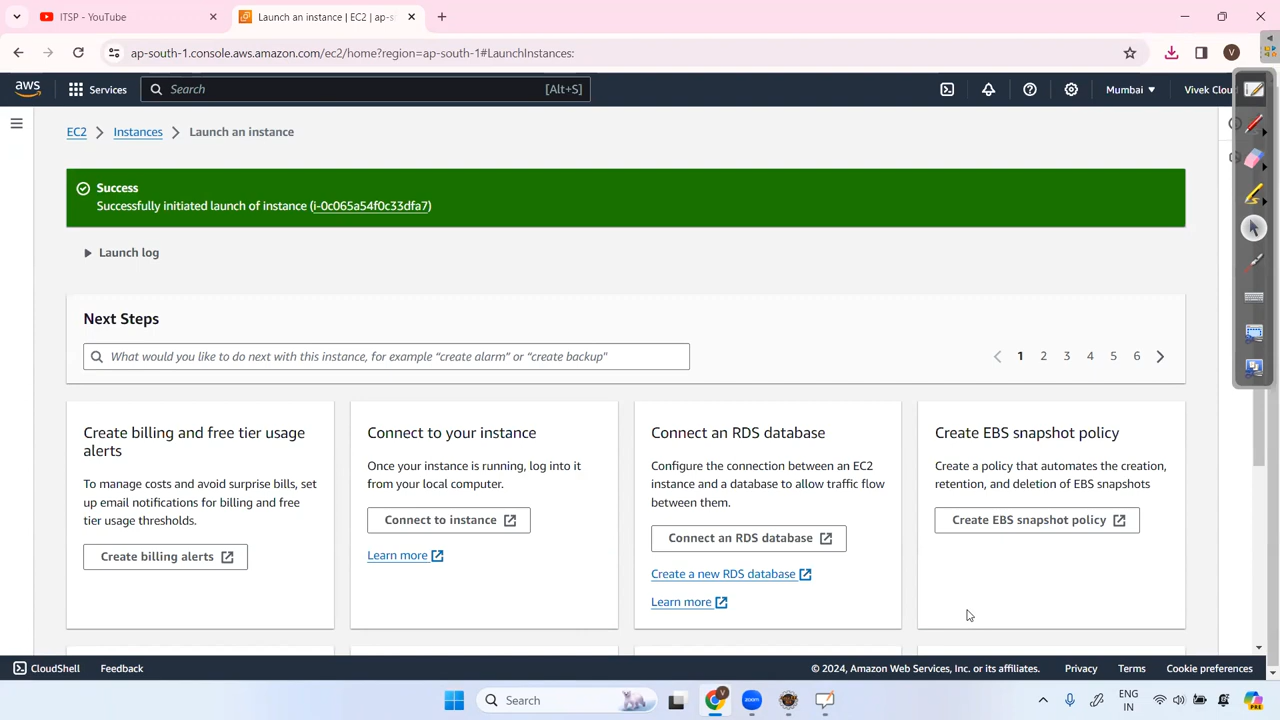 ITSP - YouTube
Launch an instance | EC2 | ap-s
ap-south-1.console.aws.amazon.com/ec2/home?region=ap-south-1#LaunchInstances:
V
aws
Services
Search
[Alt+S]
Mumbai
Vivek Clou
EC2
Instances
Launch an instance
Success
Successfully initiated launch of instance (i-0c065a54f0c33dfa7)
Launch log
Next Steps
What would you like to do next with this instance, for example “create alarm” or “create backup”
1 2 3 4 5 6
Create billing and free tier usage
alerts
To manage costs and avoid surprise bills, set
up email notifications for billing and free
tier usage thresholds.
Create billing alerts
Connect to your instance
Once your instance is running, log into it
from your local computer.
Connect to instance
Learn more
Connect an RDS database
Configure the connection between an EC2
instance and a database to allow traffic flow
between them.
Connect an RDS database
Create a new RDS database
Learn more
Create EBS snapshot policy
Create a policy that automates the creation,
retention, and deletion of EBS snapshots
Create EBS snapshot policy
CloudShell
Feedback
© 2024, Amazon Web Services, Inc. or its affiliates.
Privacy
Terms
Cookie preferences
Search
V
zoom
ENG
IN
PRE